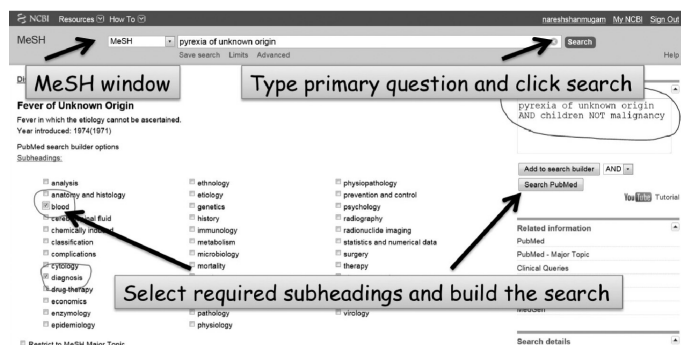 NCBI Resources How To nareshshanmugam My NCBI Sign Out
MeSH MeSH pyrexia of unknown origin Search
Save search Limits Advanced Help
MeSH window
Type primary question and click search
Fever of Unknown Origin
Fever in which the etiology cannot be ascertained.
Year introduced: 1974(1971)
PubMed search builder options
Subheadings:
pyrexia of unknown origin
AND children NOT malignancy
Add to search builder AND
Search PubMed
You Tube Tutorial
analysis
anatomy and histology
blood
cerebrospinal fluid
chemically induced
classification
complications
cytology
diagnosis
drug therapy
economics
enzymology
epidemiology
ethnology
etiology
genetics
history
immunology
metabolism
microbiology
mortality
pathology
physiology
physiopathology
prevention and control
psychology
radiography
radionuclide imaging
statistics and numerical data
surgery
therapy
virology
Related information
PubMed
PubMed - Major Topic
Clinical Queries
MedGen
Select required subheadings and build the search
Restrict to MeSH Major Topic
Search details